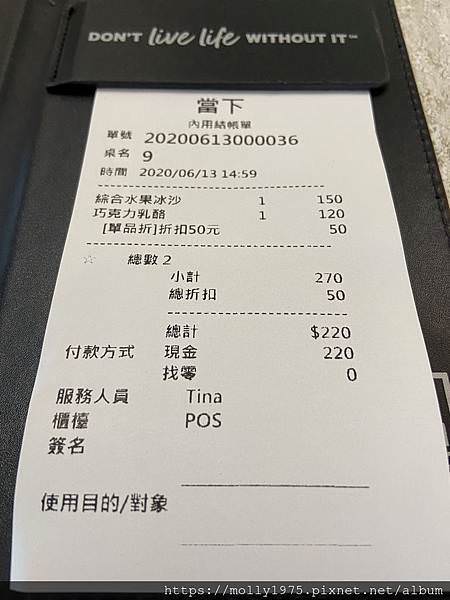 DON'T live life WITHOUT IT™
當下
內用結帳單
單號 20200613000036
桌名 9
時間 2020/06/13 14:59
綜合水果冰沙 1 150
巧克力乳酪 1 120
[單品折]折扣50元 50
☆ 總數 2
小計 270
總折扣 50
總計 $220
付款方式 現金 220
找零 0
服務人員 Tina
櫃檯 POS
簽名
使用目的/對象
https://molly1975.pixnet.net/album